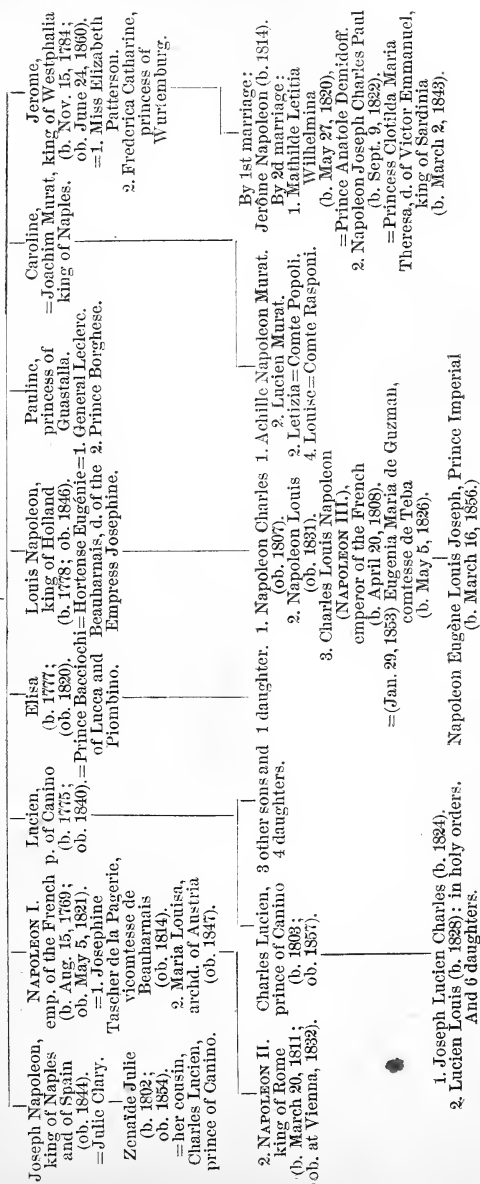 Joseph Napoleon,
king of Naples
and of Spain
(ob. 1844).
=Julie Clary.
Zenaïde Julie
(b. 1802;
ob. 1854).
=her cousin,
Charles Lucien,
prince of Canino.
NAPOLEON I.
emp. of the French
(b. Aug. 15, 1769;
ob. May 5, 1821).
=1. Josephine
Tascher de la Pagerie,
vicomtesse de
Beauharnais
(ob. 1814).
2. Maria Louisa,
archd. of Austria
(ob. 1847).
2. NAPOLEON II.
king of Rome
(b. March 20, 1811;
ob. at Vienna, 1832).
Lucien,
p. of Canino
(b. 1775;
ob. 1840).
Charles Lucien,
prince of Canino
(b. 1803;
ob. 1857).
3 other sons and
4 daughters.
1. Joseph Lucien Charles (b. 1824).
2. Lucien Louis (b. 1828): in holy orders.
And 6 daughters.
Elisa
(b. 1777;
(ob. 1820).
=Prince Bacciochi
of Lucca and
Piombino.
1 daughter.
Louis Napoleon,
king of Holland
(b. 1778; ob. 1846).
=Hortonse Eugénie
Beauharnais, d. of the
Empress Josephine.
1. Napoleon Charles
(ob. 1807).
2. Napoleon Louis
(ob. 1831).
3. Charles Louis Napoleon
(NAPOLEON III.),
emperor of the French
(b. April 20, 1808).
=(Jan. 29, 1853) Eugenia Maria de Guzman,
comtesse de Teba
(b. May 5, 1826).
Napoleon Eugène Louis Joseph, Prince Imperial
(b. March 16, 1856.)
Pauline,
princess of
Guastalla.
=1. General Leclerc.
2. Prince Borghese.
Caroline,
=Joachim Murat,
king of Naples.
1. Achille Napoleon Murat.
2. Lucien Murat.
2. Letizia=Comte Popoli.
4. Louise=Comte Rasponi.
Jerome,
king of Westphalia
(b. Nov. 15, 1784;
ob. June 24, 1860).
=1. Miss Elizabeth
Patterson.
2. Frederica Catharine,
princess of
Wurtemburg.
By 1st marriage:
Jerôme Napoleon (b. 1814).
By 2d marriage:
1. Mathilde Letitia
Wilhelmina
(b. May 27, 1820),
=Prince Anatole Demidoff.
2. Napoleon Joseph Charles Paul
(b. Sept. 9, 1822),
=Princess Clotilda Maria
Theresa, d. of Victor Emmanuel,
king of Sardinia
(b. March 2, 1843).